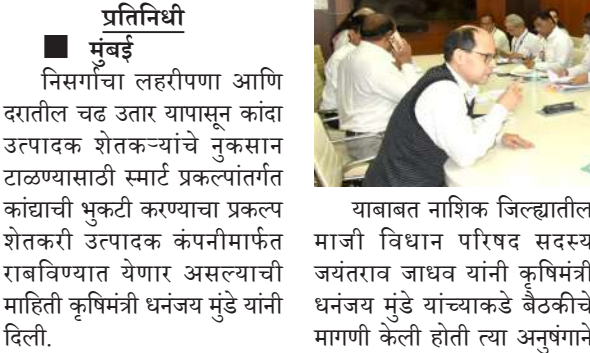 प्रतिनिधी
मुंबई
निसर्गाचा लहरीपणा आणि
दरातील चढ उतार यापासून कांदा
उत्पादक शेतकऱ्यांचे नुकसान
टाळण्यासाठी स्मार्ट प्रकल्पांतर्गत
कांद्याची भुकटी करण्याचा प्रकल्प
शेतकरी उत्पादक कंपनीमार्फत
राबविण्यात येणार असल्याची
माहिती कृषिमंत्री धनंजय मुंडे यांनी
दिली.
याबाबत नाशिक जिल्ह्यातील
माजी विधान परिषद सदस्य
जयंतराव जाधव यांनी कृषिमंत्री
धनंजय मुंडे यांच्याकडे बैठकीचे
मागणी केली होती त्या अनुषंगाने